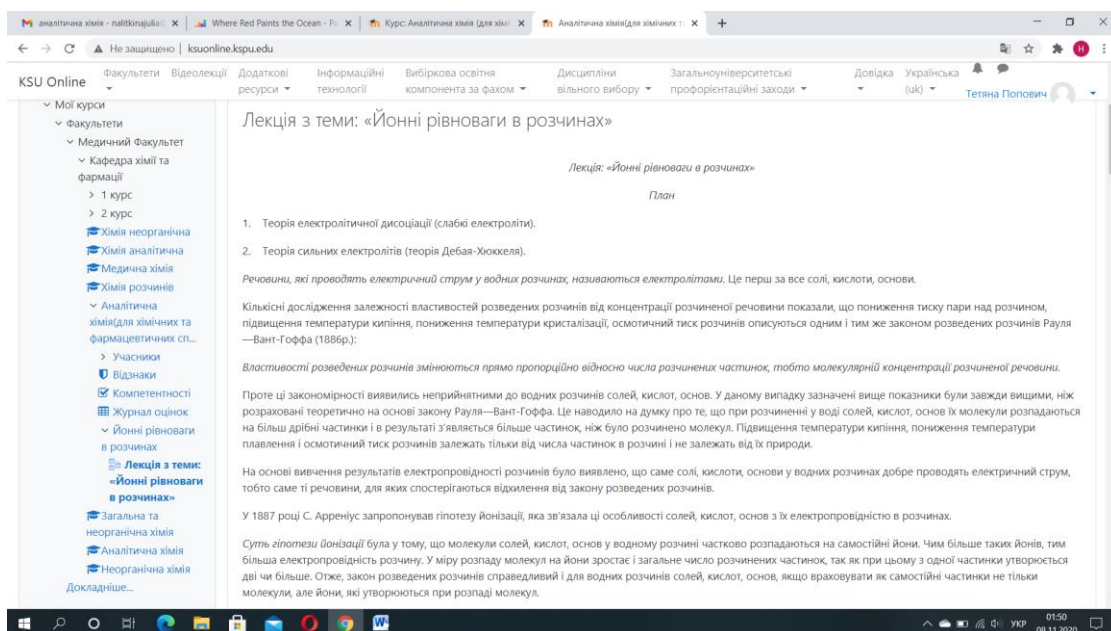 аналітична хімія - nalitkinajulia
Where Red Paints the Ocean - Pa
Курс: Аналітична хімія (для хімі
Аналітична хімія(для хімічних т
Не защищено | ksuonline.kspu.edu
Н
KSU Online
Факультети
Відеолекції
Додаткові
ресурси
Інформаційні
технології
Вибіркова освітня
компонента за фахом
Дисципліни
вільного вибору
Загальноуніверситетські
профорієнтаційні заходи
Довідка
Українська
(uk)
Тетяна Попович
Мої курси
Факультети
Медичний Факультет
Кафедра хімії та
фармації
1 курс
2 курс
Хімія неорганічна
Хімія аналітична
Медична хімія
Хімія розчинів
Аналітична
хімія(для хімічних та
фармацевтичних сп...
Учасники
Відзнаки
Компетентності
Журнал оцінок
Йонні рівноваги
в розчинах
Лекція з теми:
«Йонні рівноваги
в розчинах»
Загальна та
неорганічна хімія
Аналітична хімія
Неорганічна хімія
Докладніше...
Лекція з теми: «Йонні рівноваги в розчинах»
Лекція: «Йонні рівноваги в розчинах»
План
1. Теорія електролітичної дисоціації (слабкі електроліти).
2. Теорія сильних електролітів (теорія Дебая-Хюккеля).
Речовини, які проводять електричний струм у водних розчинах, називаються електролітами. Це перш за все солі, кислоти, основи.
Кількісні дослідження залежності властивостей розведених розчинів від концентрації розчиненої речовини показали, що пониження тиску пари над розчином,
підвищення температури кипіння, пониження температури кристалізації, осмотичний тиск розчинів описуються одним і тим же законом розведених розчинів Рауля
—Вант-Гоффа (1886р.):
Властивості розведених розчинів змінюються прямо пропорційно відносно числа розчинених частинок, тобто молекулярній концентрації розчиненої речовини.
Проте ці закономірності виявились неприйнятними до водних розчинів солей, кислот, основ. У даному випадку зазначені вище показники були завжди вищими, ніж
розраховані теоретично на основі закону Рауля—Вант-Гоффа. Це наводило на думку про те, що при розчиненні у воді солей, кислот, основ їх молекули розпадаються
на більш дрібні частинки і в результаті з'являється більше частинок, ніж було розчинено молекул. Підвищення температури кипіння, пониження температури
плавлення і осмотичний тиск розчинів залежать тільки від числа частинок в розчині і не залежать від їх природи.
На основі вивчення результатів електропровідності розчинів було виявлено, що саме солі, кислоти, основи у водних розчинах добре проводять електричний струм,
тобто саме ті речовини, для яких спостерігаються відхилення від закону розведених розчинів.
У 1887 році С. Арреніус запропонував гіпотезу йонізації, яка зв'язала ці особливості солей, кислот, основ з їх електропровідністю в розчинах.
Суть гіпотези йонізації була у тому, що молекули солей, кислот, основ у водному розчині частково розпадаються на самостійні йони. Чим більше таких йонів, тим
більша електропровідність розчину. У міру розпаду молекул на йони зростає і загальне число розчинених частинок, так як при цьому з одної частинки утворюється
дві чи більше. Отже, закон розведених розчинів справедливий і для водних розчинів солей, кислот, основ, якщо враховувати як самостійні частинки не тільки
молекули, але йони, які утворюються при розпаді молекул.
УКР
01:50
08.11.2020